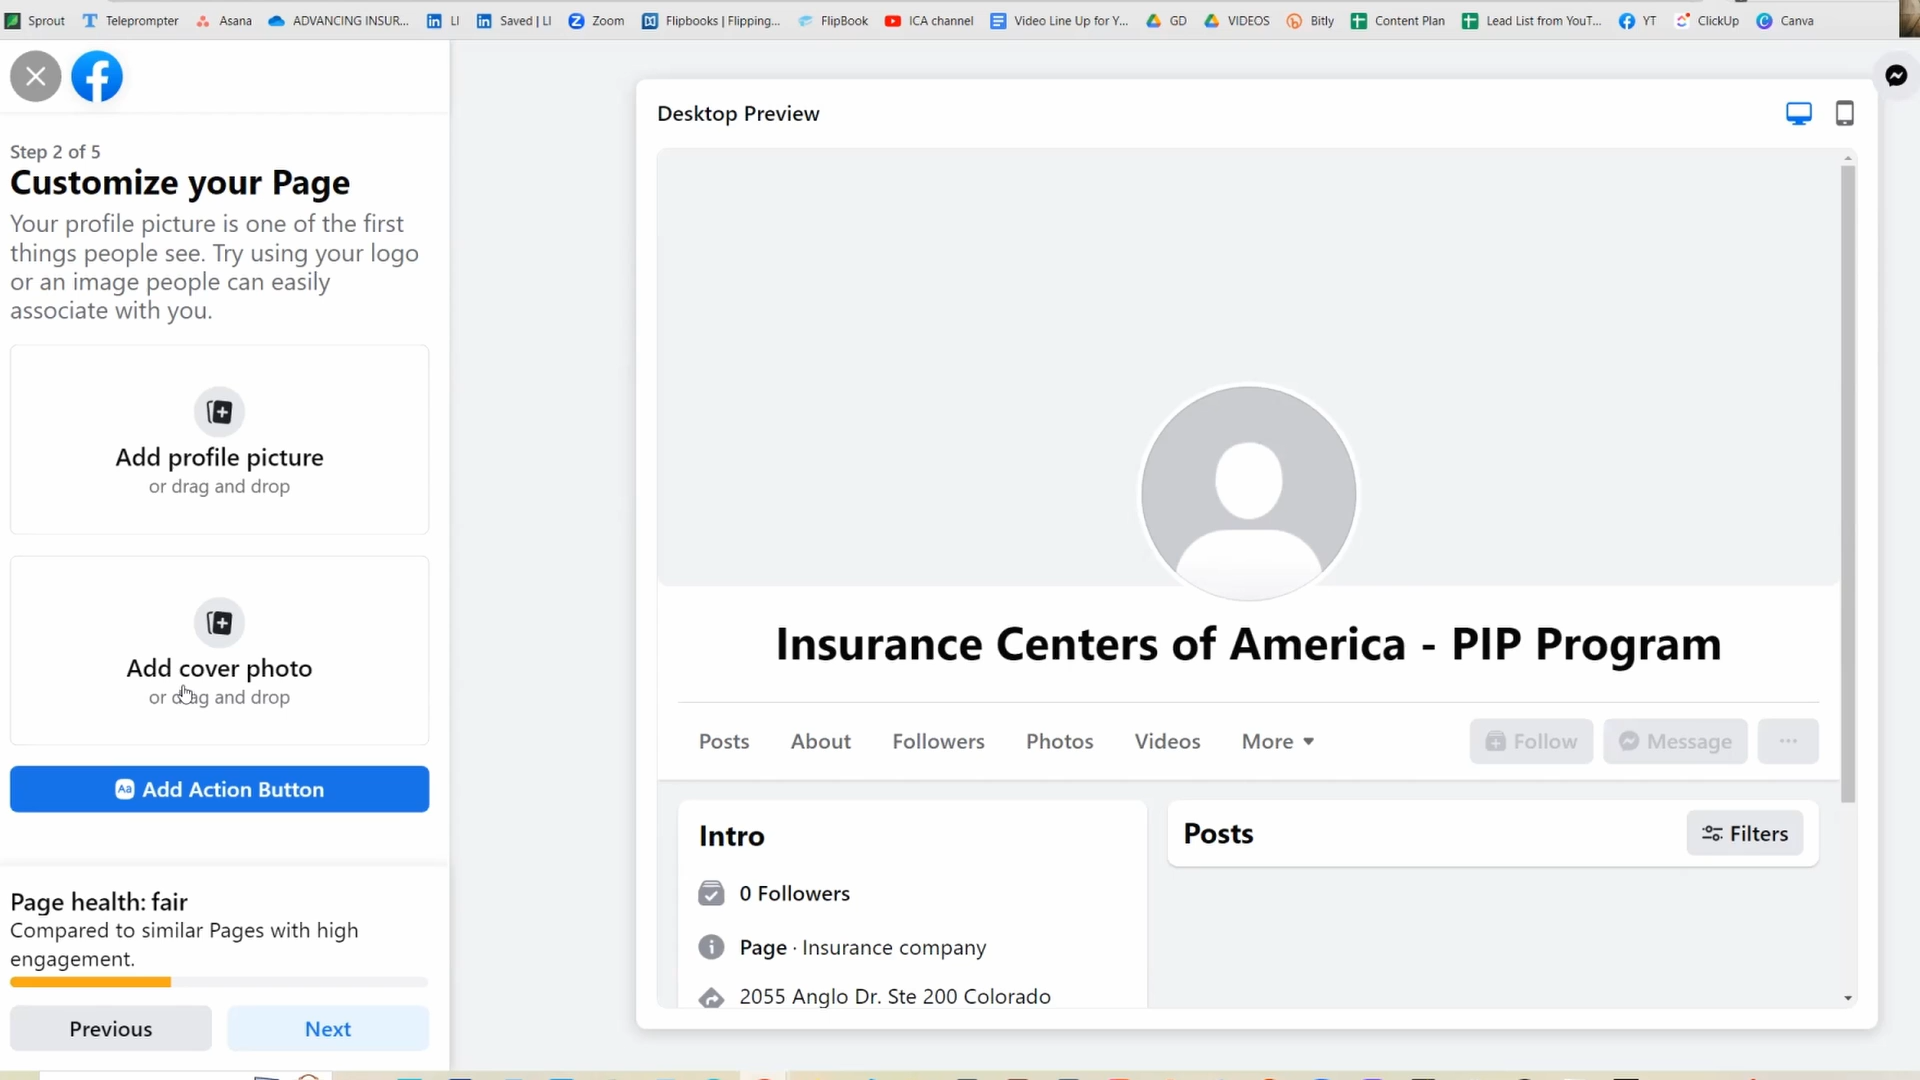 Sprout Teleprompter Asana ADVANCING INSUR... LI Saved | LI Zoom Flipbooks | Flipping... FlipBook ICA channel Video Line Up for Y... GD VIDEOS Bitly Content Plan Lead List from YouT... YT ClickUp Canva
Step 2 of 5
Customize your Page
Your profile picture is one of the first
things people see. Try using your logo
or an image people can easily
associate with you.
Add profile picture
or drag and drop
Add cover photo
or drag and drop
Aa Add Action Button
Page health: fair
Compared to similar Pages with high
engagement.
Previous Next
Desktop Preview
Insurance Centers of America - PIP Program
Posts About Followers Photos Videos More Follow Message ...
Intro
0 Followers
Page · Insurance company
2055 Anglo Dr. Ste 200 Colorado
Posts Filters